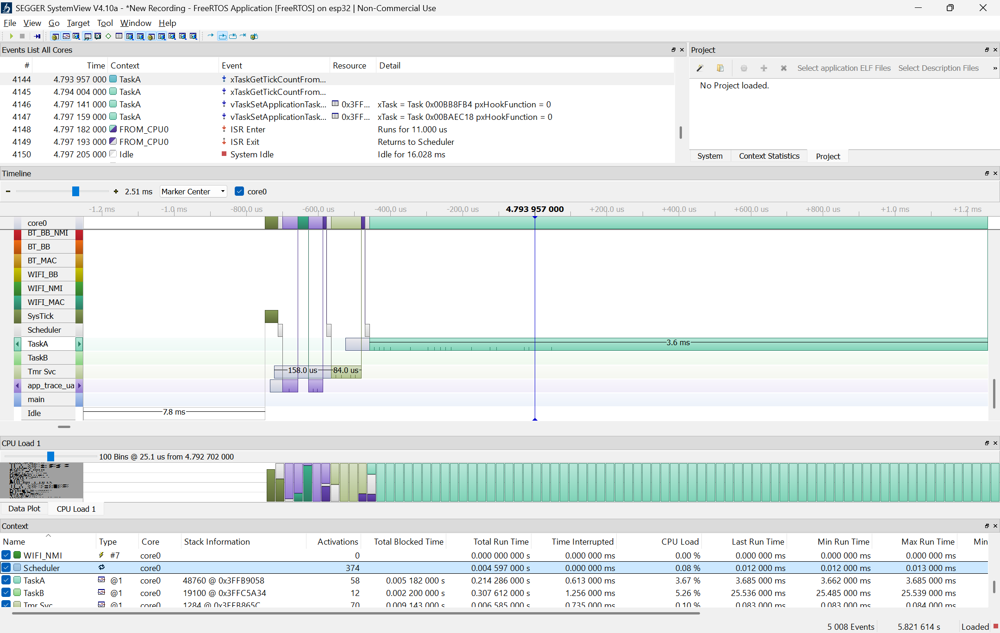 SEGGER SystemView V4.10a - *New Recording - FreeRTOS Application [FreeRTOS] on esp32 | Non-Commercial Use
File View Go Target Tool Window Help
Events List All Cores
# Time Context Event Resource Detail
4144 4.793 957 000 TaskA xTaskGetTickCountFrom...
4145 4.794 004 000 TaskA xTaskGetTickCountFrom...
4146 4.797 141 000 TaskA vTaskSetApplicationTask... 0x3FF... xTask = Task 0x00BB8FB4 pxHookFunction = 0
4147 4.797 159 000 TaskA vTaskSetApplicationTask... 0x3FF... xTask = Task 0x00BAEC18 pxHookFunction = 0
4148 4.797 182 000 FROM_CPU0 ISR Enter Runs for 11.000 us
4149 4.797 193 000 FROM_CPU0 ISR Exit Returns to Scheduler
4150 4.797 205 000 Idle System Idle Idle for 16.028 ms
Project
Select application ELF Files Select Description Files »
No Project loaded.
System Context Statistics Project
Timeline
2.51 ms Marker Center core0
-1.2 ms -1.0 ms -800.0 us -600.0 us -400.0 us -200.0 us 4.793 957 000 +200.0 us +400.0 us +600.0 us +800.0 us +1.0 ms +1.2 ms
core0
BT_BB_NMI
BT_BB
BT_MAC
WIFI_BB
WIFI_NMI
WIFI_MAC
SysTick
Scheduler
TaskA 3.6 ms
TaskB
Tmr Svc 158.0 us 84.0 us
app_trace_ua
main
Idle 7.8 ms
CPU Load 1
100 Bins @ 25.1 us from 4.792 702 000
Data Plot CPU Load 1
Context
Name Type Core Stack Information Activations Total Blocked Time Total Run Time Time Interrupted CPU Load Last Run Time Min Run Time Max Run Time Min
WIFI_NMI #7 core0 0 0.000 000 000 s 0.000 000 ms 0.00 % 0.000 000 ms 0.000 000 ms 0.000 000 ms
Scheduler core0 374 0.004 597 000 s 0.000 000 ms 0.08 % 0.012 000 ms 0.012 000 ms 0.013 000 ms
TaskA @1 core0 48760 @ 0x3FFB9058 58 0.005 182 000 s 0.214 286 000 s 0.613 000 ms 3.67 % 3.685 000 ms 3.662 000 ms 3.685 000 ms
TaskB @1 core0 19100 @ 0x3FFC5A34 12 0.002 200 000 s 0.307 612 000 s 1.256 000 ms 5.26 % 25.536 000 ms 25.485 000 ms 25.539 000 ms
Tmr Svc @1 core0 1284 @ 0x3FFB865C 70 0.009 143 000 s 0.006 585 000 s 0.735 000 ms 0.10 % 0.083 000 ms 0.083 000 ms 0.084 000 ms
5 008 Events 5.821 614 s Loaded